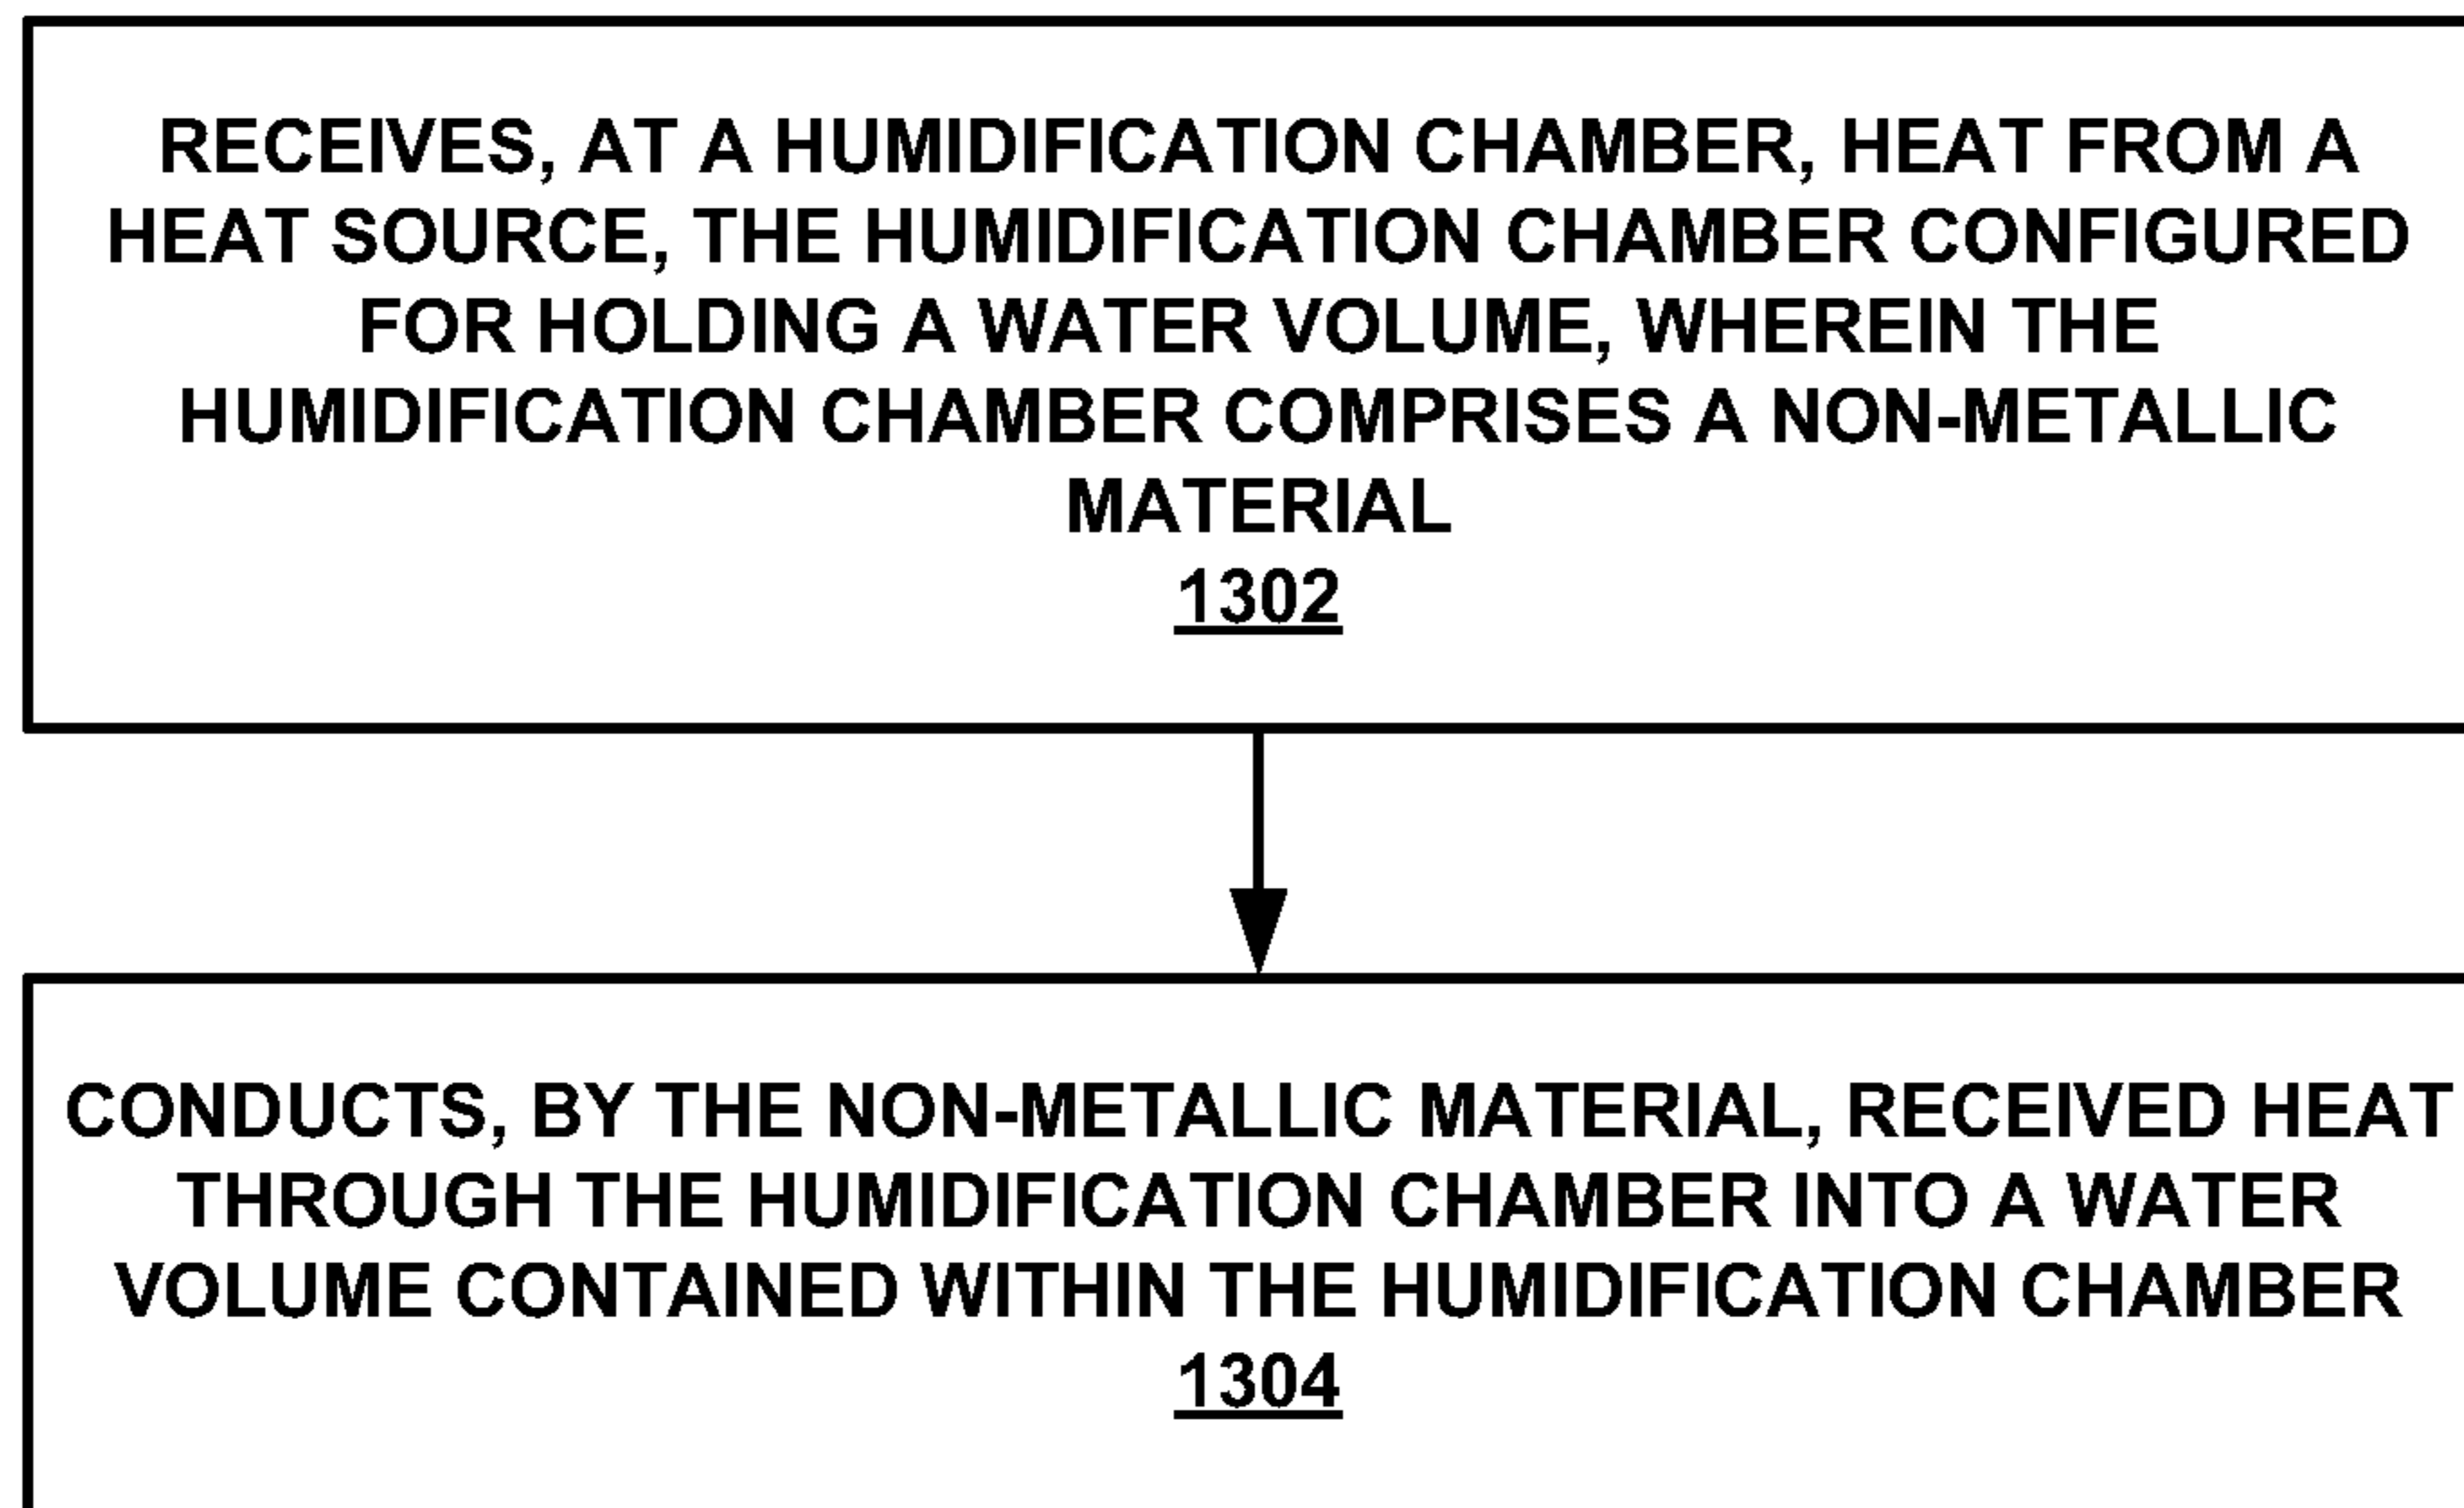 RECEIVES, AT A HUMIDIFICATION CHAMBER, HEAT FROM A
HEAT SOURCE, THE HUMIDIFICATION CHAMBER CONFIGURED
FOR HOLDING A WATER VOLUME, WHEREIN THE
HUMIDIFICATION CHAMBER COMPRISES A NON-METALLIC
MATERIAL
1302
CONDUCTS, BY THE NON-METALLIC MATERIAL, RECEIVED HEAT
THROUGH THE HUMIDIFICATION CHAMBER INTO A WATER
VOLUME CONTAINED WITHIN THE HUMIDIFICATION CHAMBER
1304